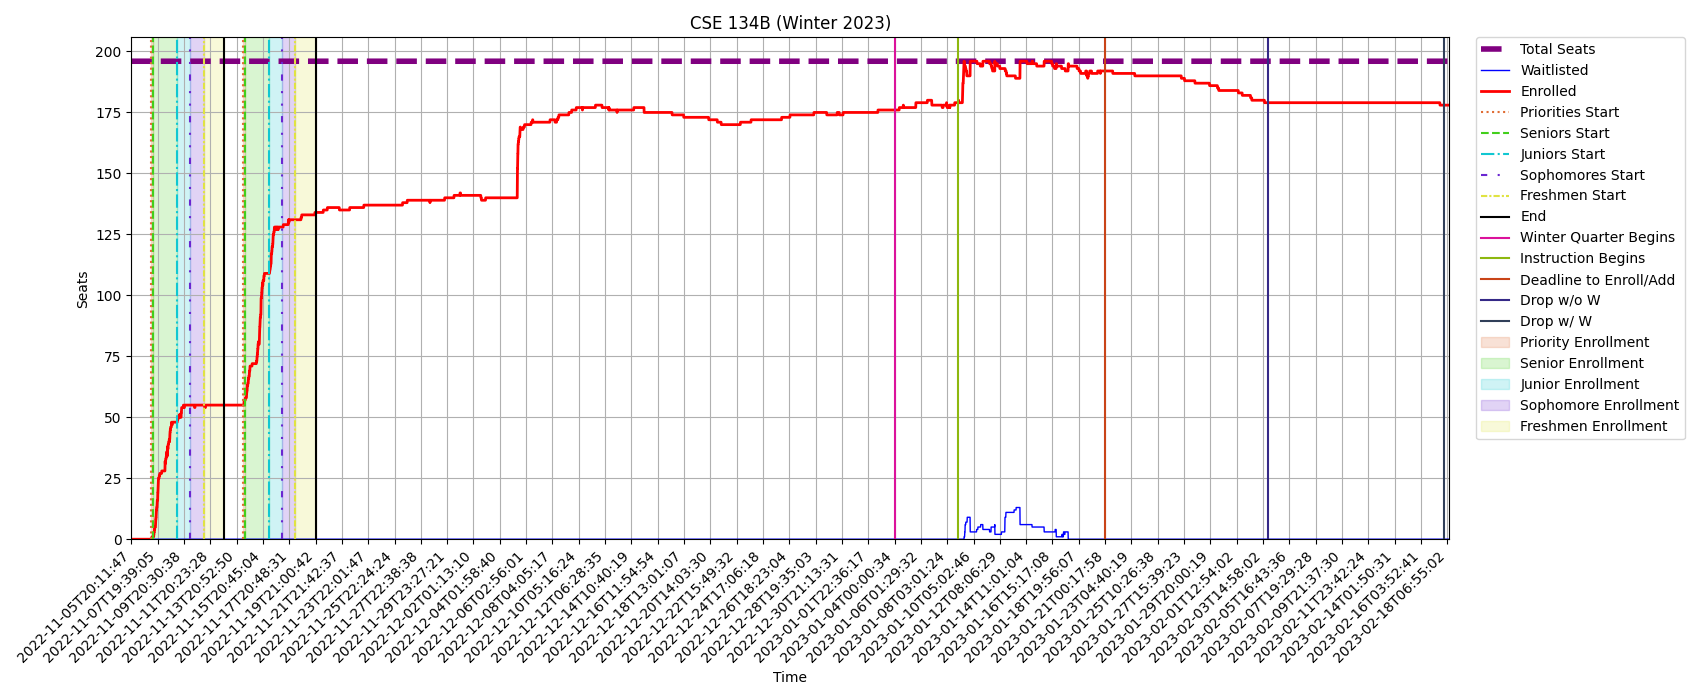 CSE 134B (Winter 2023)
Seats
200
175
150
125
100
75
50
25
0
2022-11-05T20:11:47
2022-11-07T19:39:05
2022-11-09T20:30:38
2022-11-11T20:23:28
2022-11-13T20:52:50
2022-11-15T20:45:04
2022-11-17T20:48:31
2022-11-19T21:00:42
2022-11-21T21:42:37
2022-11-23T22:01:47
2022-11-25T22:24:24
2022-11-27T22:38:38
2022-11-29T23:27:21
2022-12-02T01:13:10
2022-12-04T01:58:40
2022-12-06T02:56:01
2022-12-08T04:05:17
2022-12-10T05:16:24
2022-12-12T06:28:35
2022-12-14T10:40:19
2022-12-16T11:54:54
2022-12-18T13:01:07
2022-12-20T14:03:30
2022-12-22T15:49:32
2022-12-24T17:06:18
2022-12-26T18:23:04
2022-12-28T19:35:03
2022-12-30T21:13:31
2023-01-01T22:36:17
2023-01-04T00:00:34
2023-01-06T01:29:32
2023-01-08T03:01:24
2023-01-10T05:02:46
2023-01-12T08:06:29
2023-01-14T11:01:04
2023-01-16T15:17:08
2023-01-18T19:56:07
2023-01-21T00:17:58
2023-01-23T04:40:19
2023-01-25T10:26:38
2023-01-27T15:39:23
2023-01-29T20:00:19
2023-02-01T12:54:02
2023-02-03T14:58:02
2023-02-05T16:43:36
2023-02-07T19:29:28
2023-02-09T21:37:30
2023-02-11T23:42:24
2023-02-14T01:50:31
2023-02-16T03:52:41
2023-02-18T06:55:02
Time
Total Seats
Waitlisted
Enrolled
Priorities Start
Seniors Start
Juniors Start
Sophomores Start
Freshmen Start
End
Winter Quarter Begins
Instruction Begins
Deadline to Enroll/Add
Drop w/o W
Drop w/ W
Priority Enrollment
Senior Enrollment
Junior Enrollment
Sophomore Enrollment
Freshmen Enrollment